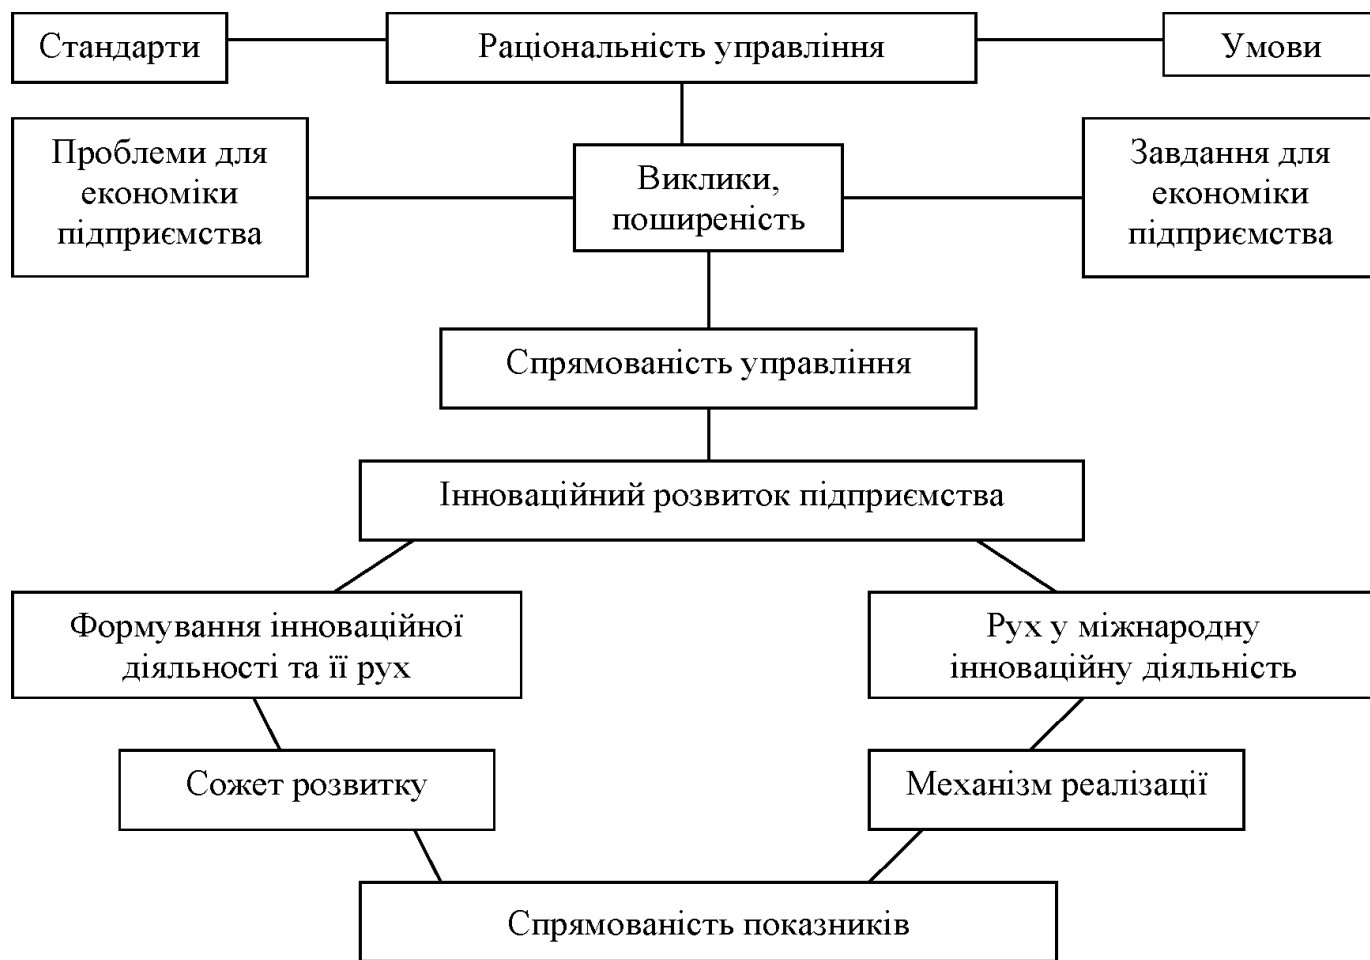 Стандарти
Раціональність управління
Умови
Проблеми для
економіки
підприємства
Виклики,
поширеність
Завдання для
економіки
підприємства
Спрямованість управління
Інноваційний розвиток підприємства
Формування інноваційної
діяльності та її рух
Рух у міжнародну
інноваційну діяльність
Сожет розвитку
Механізм реалізації
Спрямованість показників